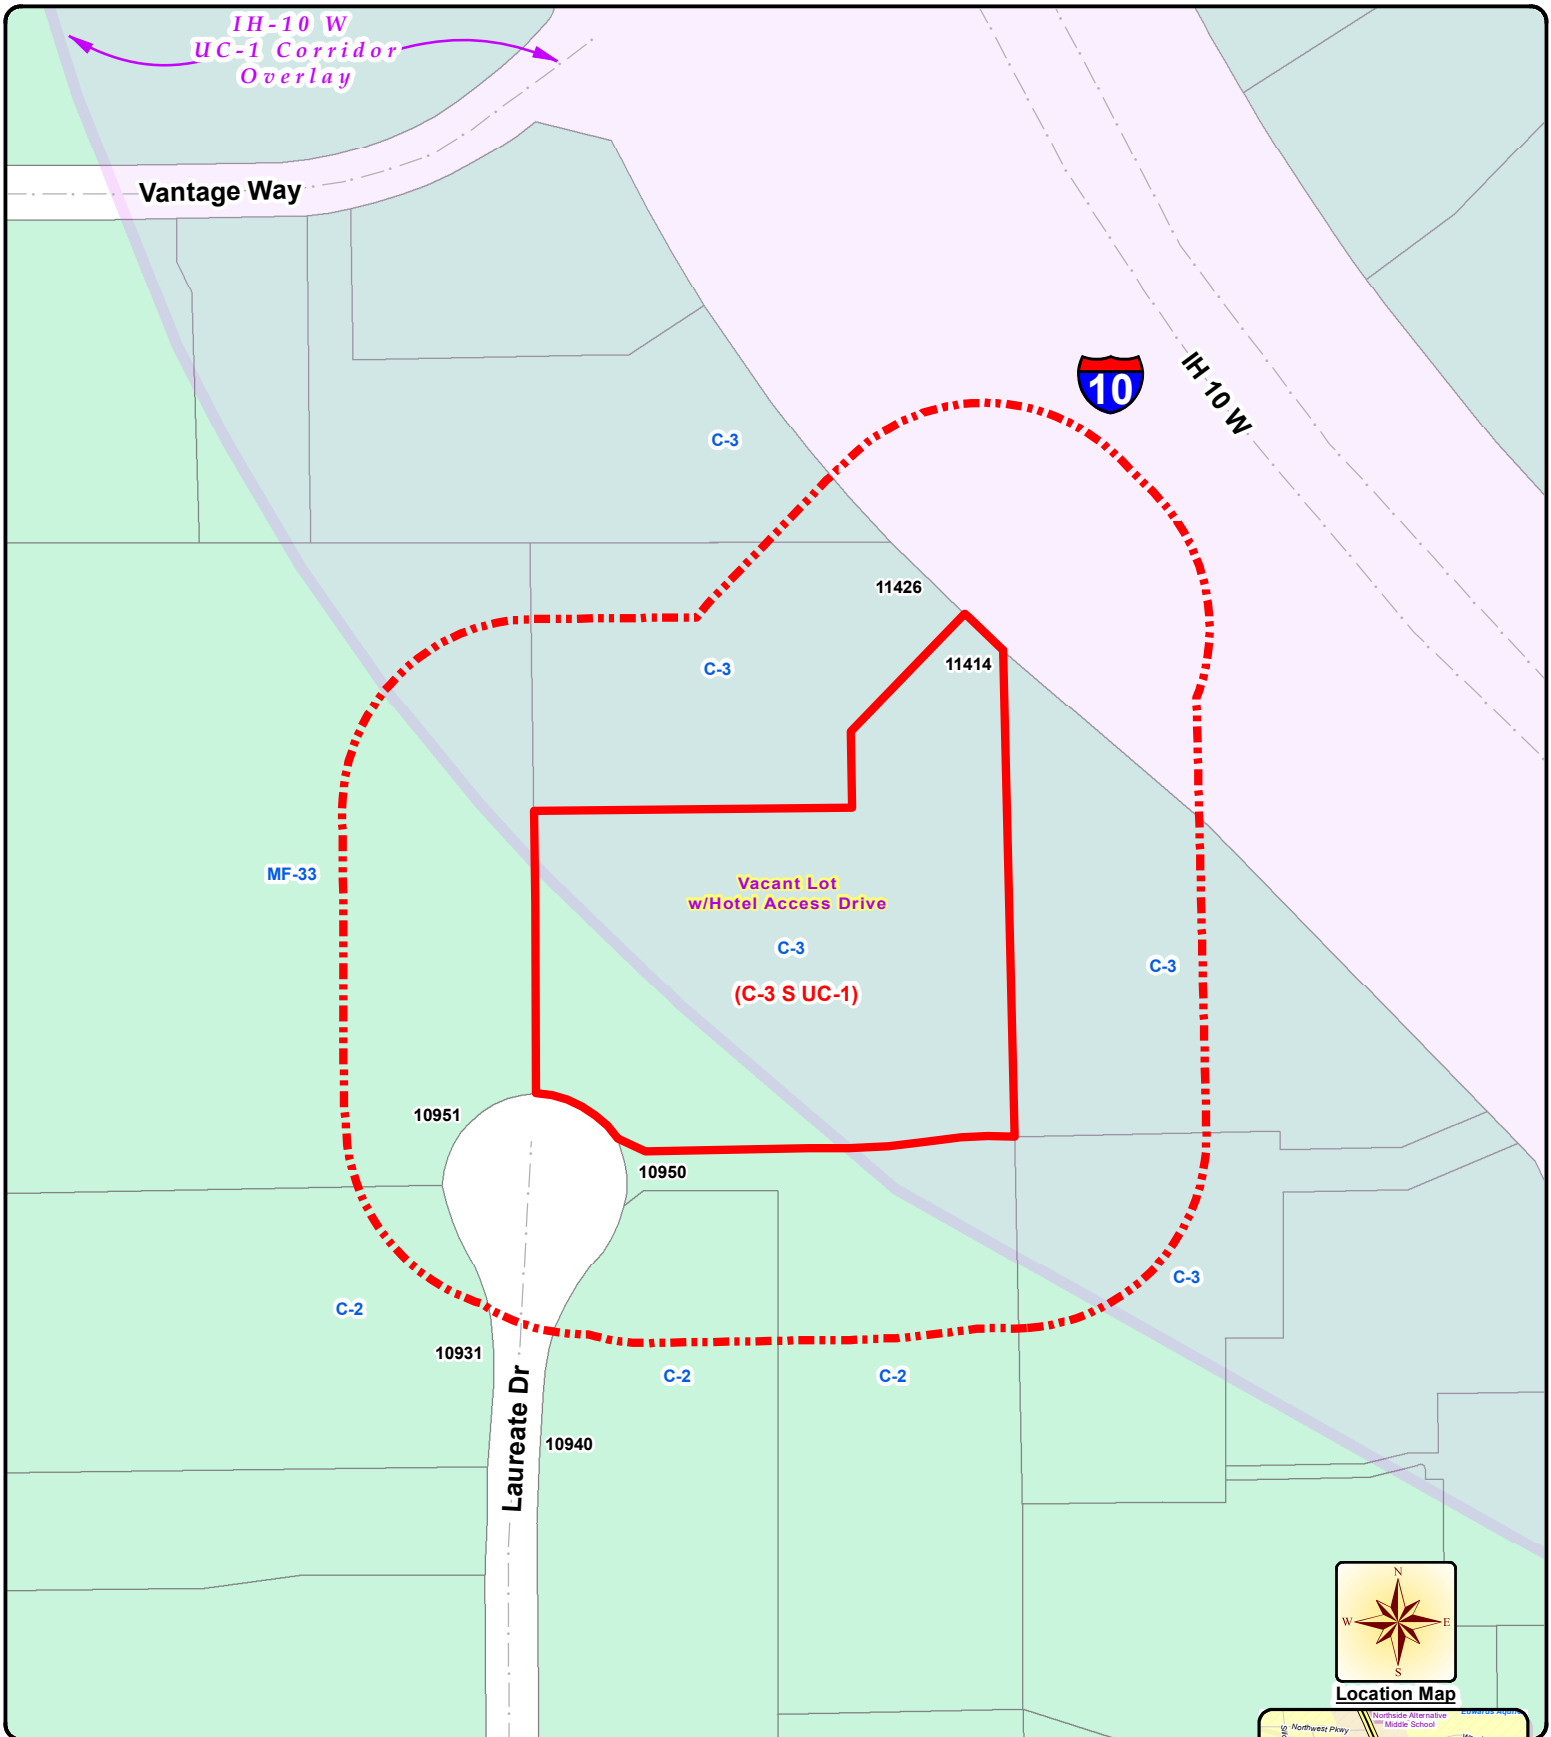 IH-10 W
UC-1 Corridor
Overlay
Vantage Way
10
IH 10 W
C-3
11426
C-3
11414
MF-33
Vacant Lot
w/Hotel Access Drive
C-3
C-3
(C-3 S UC-1)
10951
10950
C-3
C-2
10931
C-2
C-2
Laureate Dr
10940
N
W
E
S
Location Map
Northside Alternative
Middle School
Northwest Pkwy